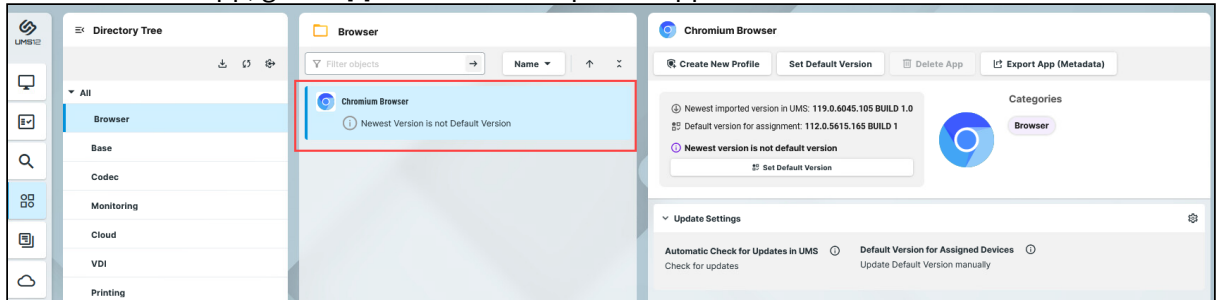 UMS12
Directory Tree
All
Browser
Base
Codec
Monitoring
Cloud
VDI
Printing
Browser
Filter objects
Name
Chromium Browser
Newest Version is not Default Version
Chromium Browser
Create New Profile
Set Default Version
Delete App
Export App (Metadata)
Newest imported version in UMS: 119.0.6045.105 BUILD 1.0
Default version for assignment: 112.0.5615.165 BUILD 1
Newest version is not default version
Set Default Version
Categories
Browser
Update Settings
Automatic Check for Updates in UMS
Check for updates
Default Version for Assigned Devices
Update Default Version manually